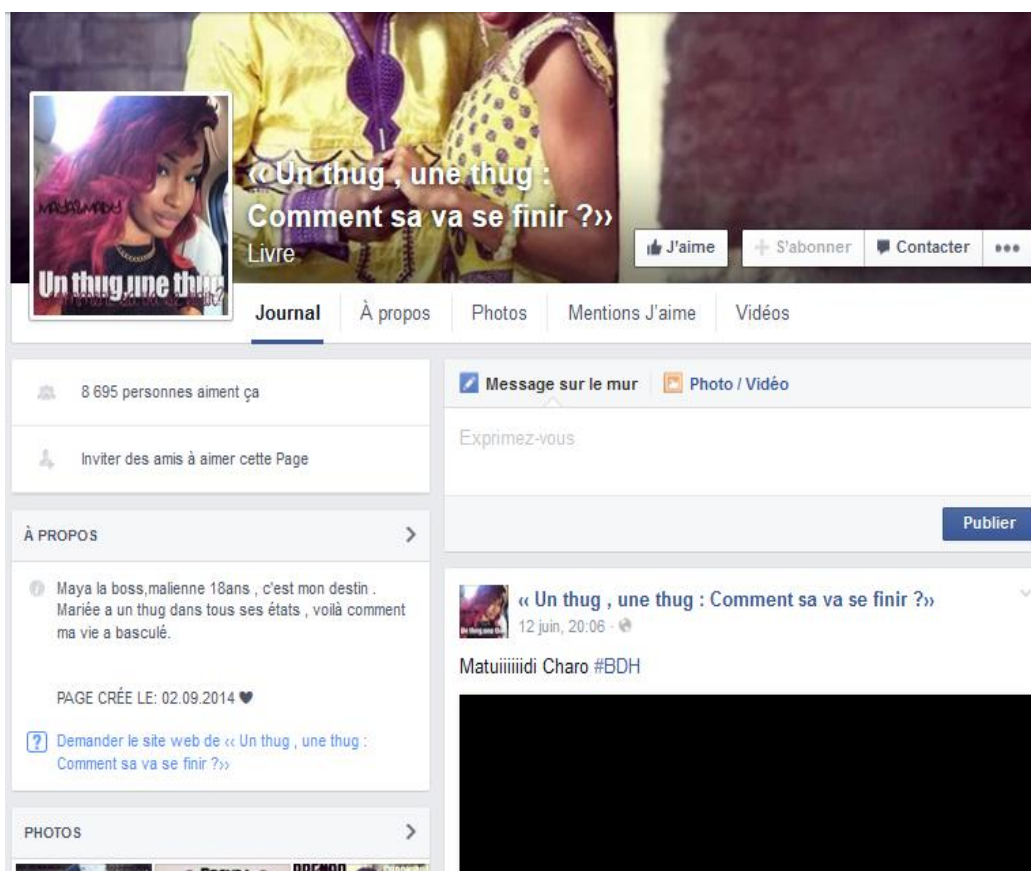 MAYA&MADY
Un thug,une thug
‹‹ Un thug , une thug :
Comment sa va se finir ?››
Livre
J'aime
S'abonner
Contacter
Journal
À propos
Photos
Mentions J'aime
Vidéos
8 695 personnes aiment ça
Inviter des amis à aimer cette Page
À PROPOS
Maya la boss,malienne 18ans , c'est mon destin .
Mariée a un thug dans tous ses états , voilà comment
ma vie a basculé.
PAGE CRÉE LE: 02.09.2014 ♥
Demander le site web de ‹‹ Un thug , une thug :
Comment sa va se finir ?››
PHOTOS
Message sur le mur
Photo / Vidéo
Exprimez-vous
Publier
‹‹ Un thug , une thug : Comment sa va se finir ?››
12 juin, 20:06 ·
Matuiiiiiidi Charo #BDH